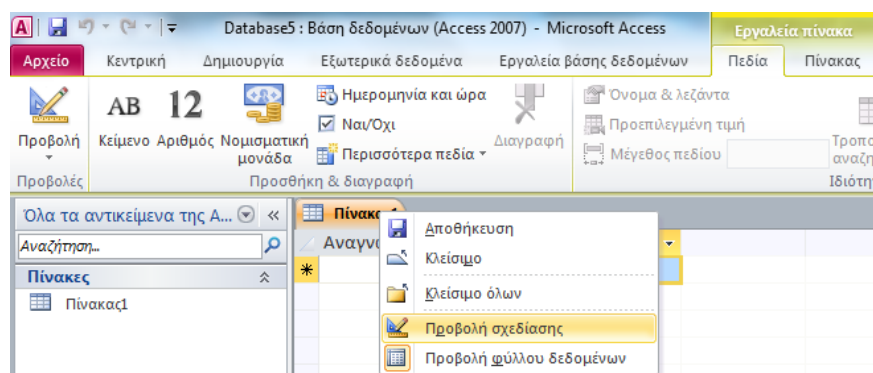 Database5 : Βάση δεδομένων (Access 2007) - Microsoft Access
Εργαλεία πίνακα
Αρχείο Κεντρική Δημιουργία Εξωτερικά δεδομένα Εργαλεία βάσης δεδομένων Πεδία Πίνακας
Προβολή
AB Κείμενο
12 Αριθμός
Νομισματική μονάδα
Ημερομηνία και ώρα
Ναι/Όχι
Περισσότερα πεδία
Διαγραφή
Όνομα & λεζάντα
Προεπιλεγμένη τιμή
Μέγεθος πεδίου
Προβολές
Προσθήκη & διαγραφή
Όλα τα αντικείμενα της A...
Αναζήτηση...
Πίνακες
Πίνακας1
Αποθήκευση
Κλείσιμο
Κλείσιμο όλων
Προβολή σχεδίασης
Προβολή φύλλου δεδομένων